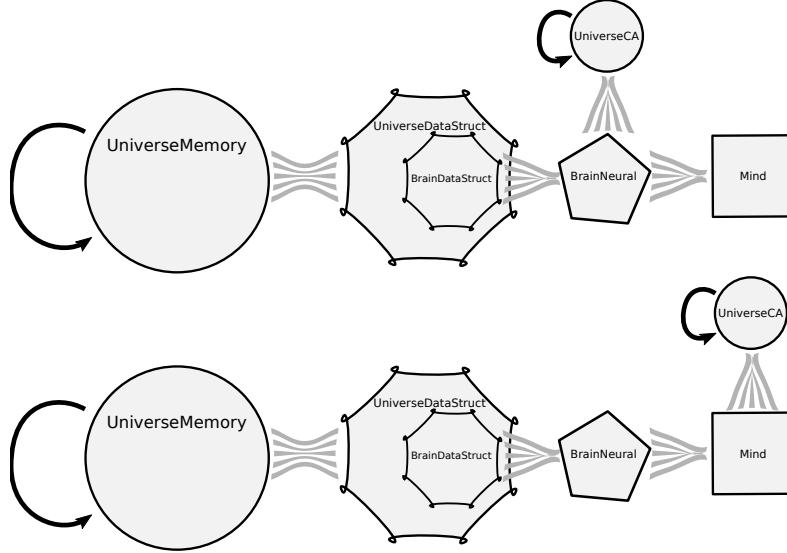 UniverseCA
UniverseMemory
UniverseDataStruct
BrainDataStruct
BrainNeural
Mind
UniverseCA
UniverseMemory
UniverseDataStruct
BrainDataStruct
BrainNeural
Mind